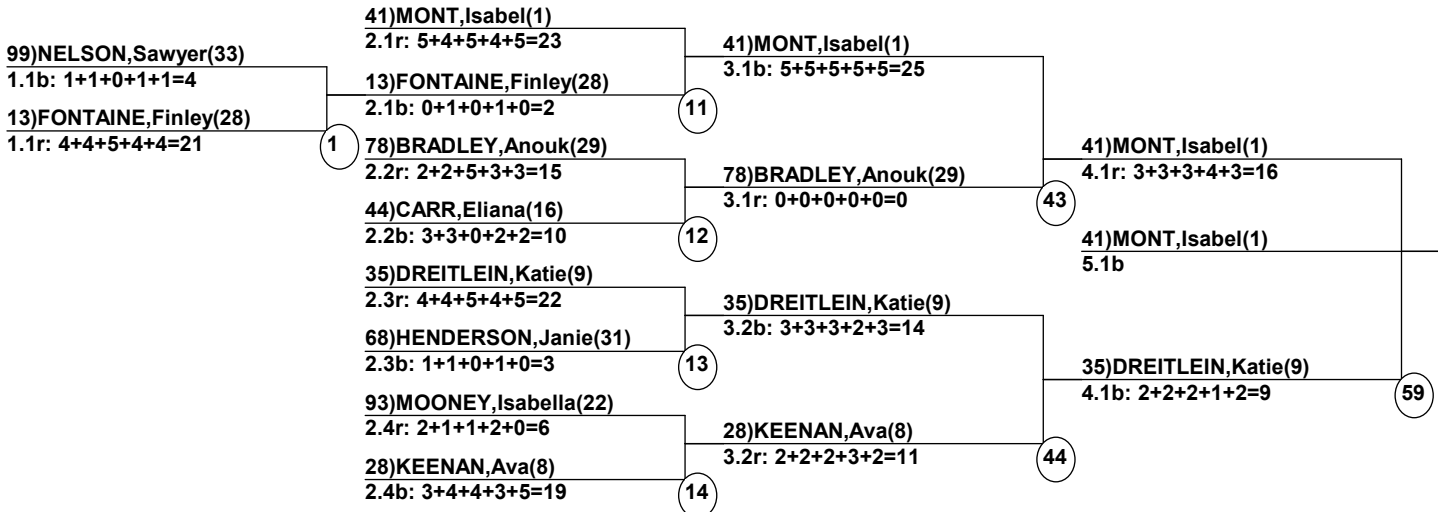 99)NELSON,Sawyer(33)
1.1b: 1+1+0+1+1=4
13)FONTAINE,Finley(28)
1.1r: 4+4+5+4+4=21
1
41)MONT,Isabel(1)
2.1r: 5+4+5+4+5=23
13)FONTAINE,Finley(28)
2.1b: 0+1+0+1+0=2
11
78)BRADLEY,Anouk(29)
2.2r: 2+2+5+3+3=15
44)CARR,Eliana(16)
2.2b: 3+3+0+2+2=10
12
35)DREITLEIN,Katie(9)
2.3r: 4+4+5+4+5=22
68)HENDERSON,Janie(31)
2.3b: 1+1+0+1+0=3
13
93)MOONEY,Isabella(22)
2.4r: 2+1+1+2+0=6
28)KEENAN,Ava(8)
2.4b: 3+4+4+3+5=19
14
41)MONT,Isabel(1)
3.1b: 5+5+5+5+5=25
78)BRADLEY,Anouk(29)
3.1r: 0+0+0+0+0=0
43
35)DREITLEIN,Katie(9)
3.2b: 3+3+3+2+3=14
28)KEENAN,Ava(8)
3.2r: 2+2+2+3+2=11
44
41)MONT,Isabel(1)
4.1r: 3+3+3+4+3=16
41)MONT,Isabel(1)
5.1b
35)DREITLEIN,Katie(9)
4.1b: 2+2+2+1+2=9
59